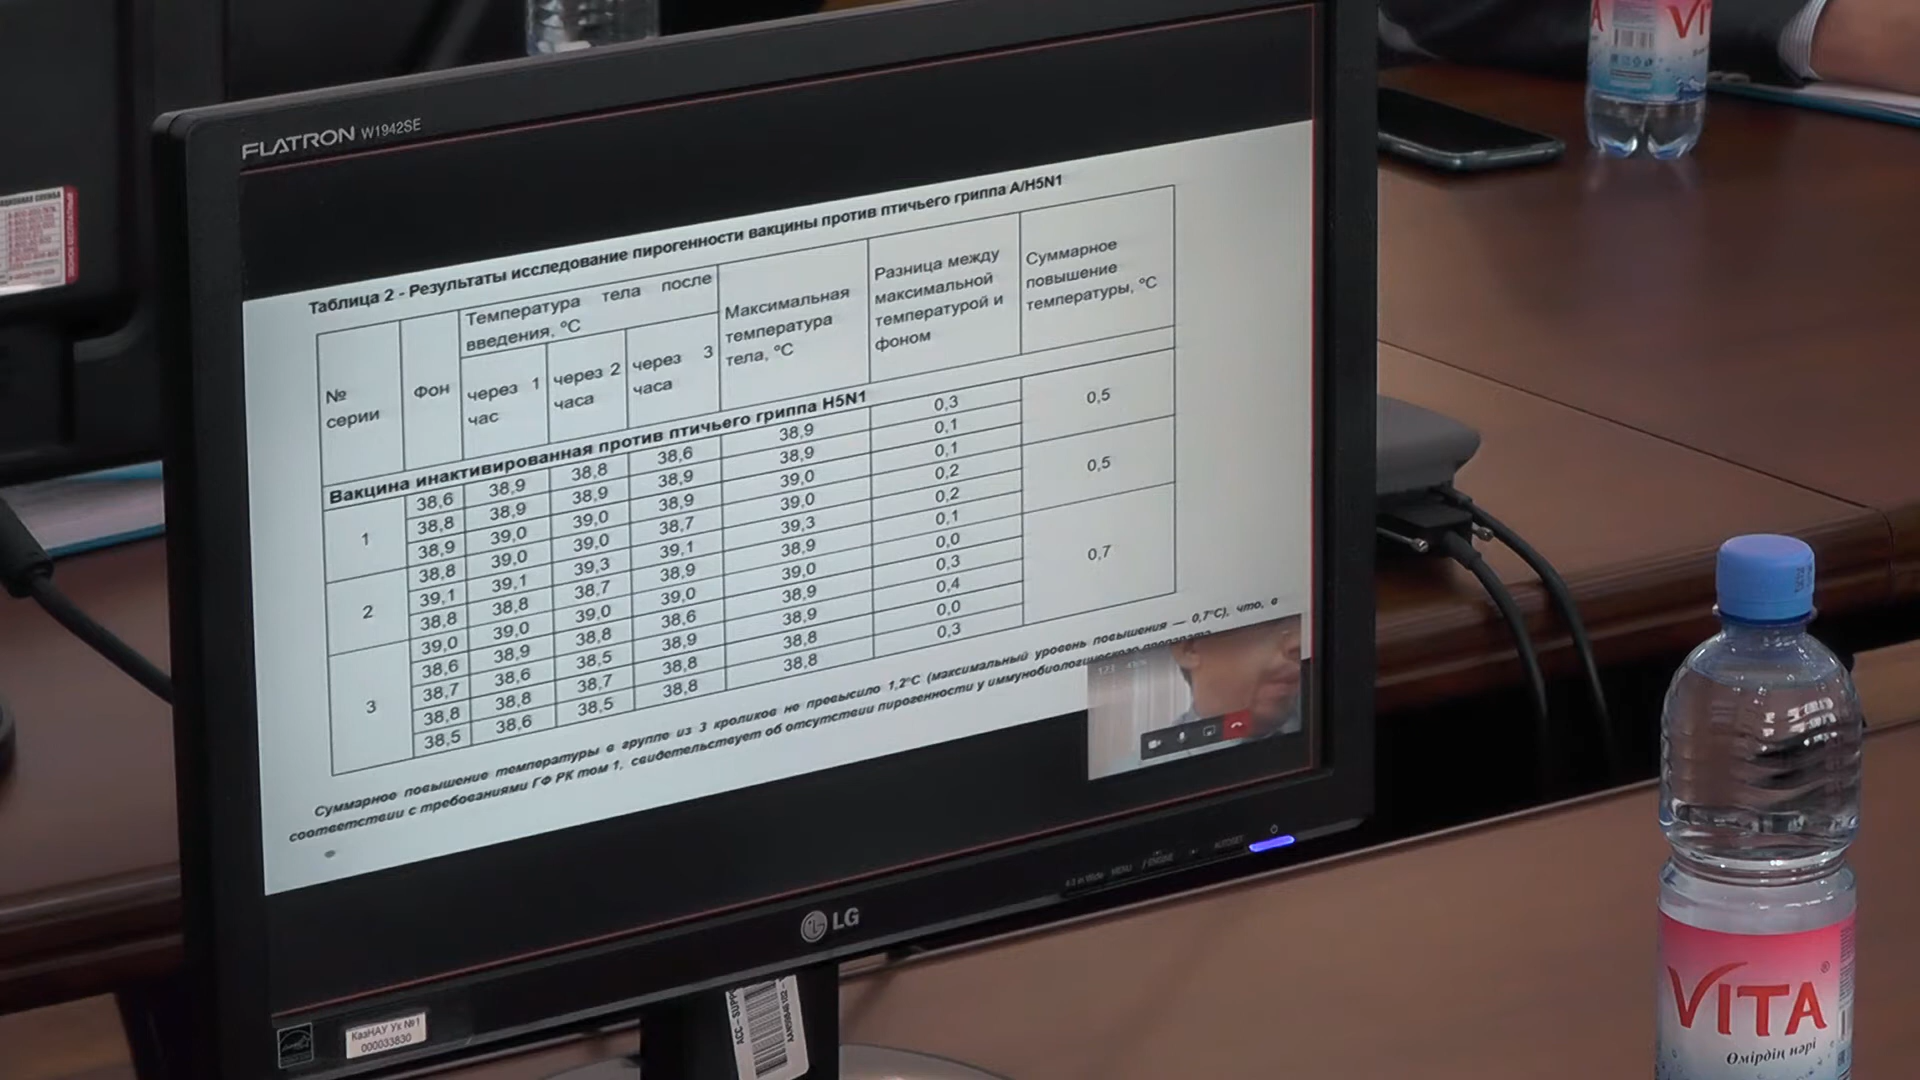 FLATRON W1942SE
Таблица 2 - Результаты исследование пирогенности вакцины против птичьего гриппа A/H5N1
№ серии
Фон
Температура тела после введения, °С
через 1 час
через 2 часа
через 3 часа
Максимальная температура тела, °С
Разница между максимальной температурой и фоном
Суммарное повышение температуры, °С
Вакцина инактивированная против птичьего гриппа H5N1
1 38,6 38,9 38,8 38,6 38,9 0,3 0,5
38,8 38,9 38,9 38,9 38,9 0,1
38,9 39,0 39,0 38,9 39,0 0,1
2 38,8 39,0 39,0 38,7 39,0 0,2 0,5
39,1 39,1 39,3 39,1 39,3 0,2
38,8 38,8 38,7 38,9 38,9 0,1
3 39,0 39,0 39,0 39,0 39,0 0,0 0,7
38,6 38,9 38,8 38,6 38,9 0,3
38,7 38,6 38,5 38,9 38,9 0,4
38,8 38,8 38,7 38,8 38,8 0,0
38,5 38,6 38,5 38,8 38,8 0,3
Суммарное повышение температуры в группе из 3 кроликов не превысило 1,2°С (максимальный уровень повышения — 0,7°С), что, в
соответствии с требованиями ГФ РК том 1, свидетельствует об отсутствии пирогенности у иммунобиологического препарата
MENU
LG
КазНАУ Ук №1
000033830
VITA
Өмірдің нәрі